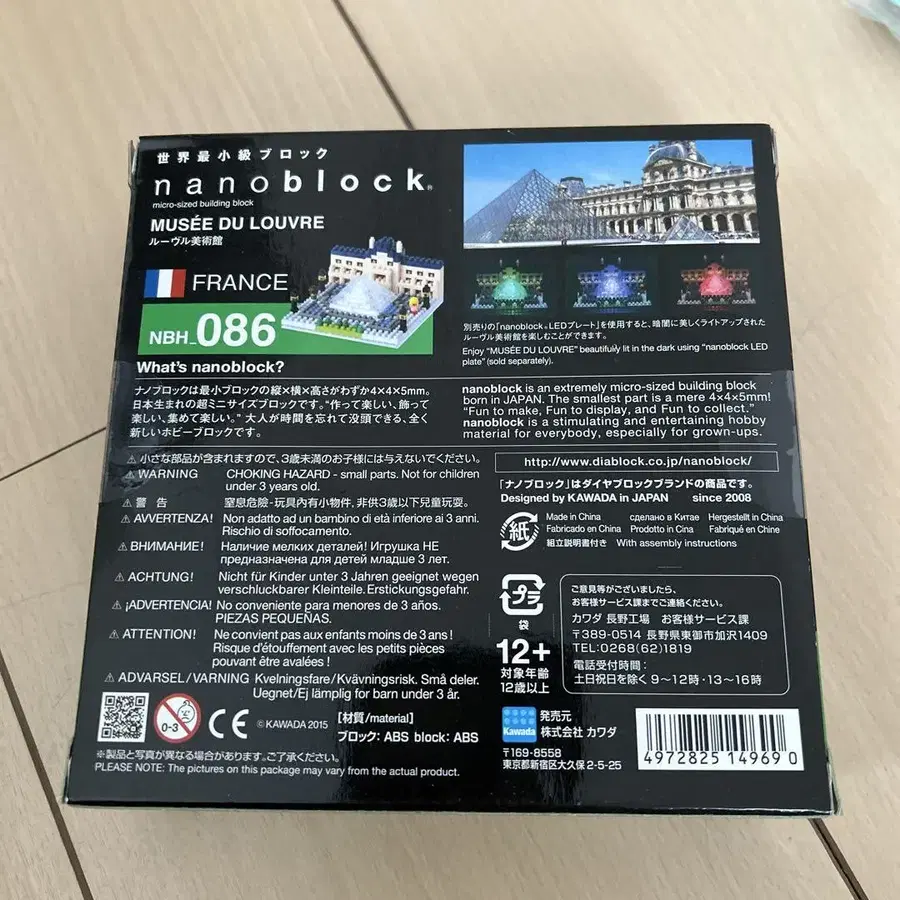 世界最小級ブロック
nanoblock®
micro-sized building block
MUSÉE DU LOUVRE
ルーヴル美術館
FRANCE
NBH_086
別売りの「nanoblock®LEDプレート」を使用すると、暗闇に美しくライトアップされた
ルーヴル美術館を楽しむことができます。
Enjoy “MUSÉE DU LOUVRE” beautifuiy lit in the dark using “nanoblock LED
plate” (sold separately).
What's nanoblock?
ナノブロックは最小ブロックの縦×横×高さがわずか4×4×5mm。
日本生まれの超ミニサイズブロックです。“作って楽しい、飾って
楽しい、集めて楽しい。” 大人が時間を忘れて没頭できる、全く
新しいホビーブロックです。
nanoblock is an extremely micro-sized building block
born in JAPAN. The smallest part is a mere 4×4×5mm!
“Fun to make, Fun to display, and Fun to collect.”
nanoblock is a stimulating and entertaining hobby
material for everybody, especially for grown-ups.
⚠ 小さな部品が含まれますので、3歳未満のお子様には与えないでください。
⚠ WARNING CHOKING HAZARD - small parts. Not for children
under 3 years old.
⚠ 警 告 窒息危險-玩具內有小物件, 非供3歲以下兒童玩耍.
⚠ AVVERTENZA! Non adatto ad un bambino di età inferiore ai 3 anni.
Rischio di soffocamento.
⚠ ВНИМАНИЕ! Наличие мелких деталей! Игрушка НЕ
предназначена для детей младше 3 лет.
⚠ ACHTUNG! Nicht für Kinder unter 3 Jahren geeignet wegen
verschluckbarer Kleinteile. Erstickungsgefahr.
⚠ ¡ADVERTENCIA! No conveniente para menores de 3 años.
PIEZAS PEQUEÑAS.
⚠ ATTENTION! Ne convient pas aux enfants moins de 3 ans !
Risque d'étouffement avec les petits pièces
pouvant être avalées !
⚠ ADVARSEL/WARNING Kvelningsfare/Kvävningsrisk. Små deler.
Uegnet/Ej lämplig for barn under 3 år.
0-3
CE
©KAWADA 2015
【材質/material】
ブロック: ABS block: ABS
※製品と写真が異なる場合があります。ご了承ください。
PLEASE NOTE: The pictures on this package may vary from the actual product.
http://www.diablock.co.jp/nanoblock/
「ナノブロック」はダイヤブロックブランドの商品です。
Designed by KAWADA in JAPAN since 2008
紙
Made in China сделано в Китае Hergestellt in China
Fabricado en China Prodotto in Cina Fabriqué en Chine
組立説明書付き With assembly instructions
プラ
袋
12+
対象年齢
12歳以上
ご意見等がございましたら、
お客様サービス課までご連絡ください。
カワダ 長野工場 お客様サービス課
〒389-0514 長野県東御市加沢1409
TEL:0268(62)1819
電話受付時間:
土日祝日を除く 9〜12時・13〜16時
Kawada
発売元
株式会社 カワダ
〒169-8558
東京都新宿区大久保2-5-25
4972825 149690